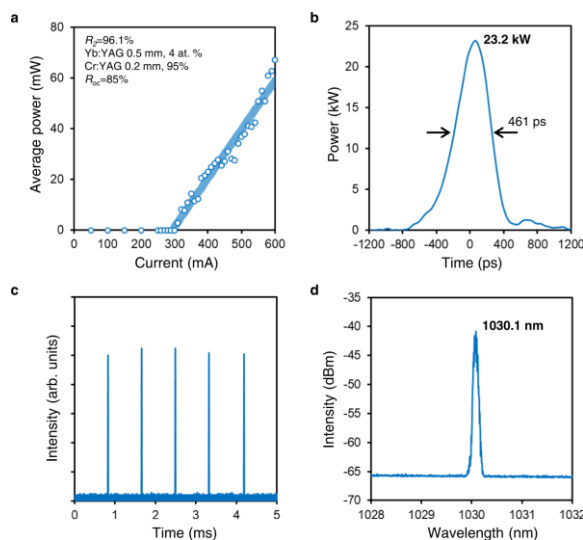 a
R2=96.1%
Yb:YAG 0.5 mm, 4 at. %
Cr:YAG 0.2 mm, 95%
Roc=85%
Average power (mW)
80
60
40
20
0
0 100 200 300 400 500 600
Current (mA)
b
23.2 kW
461 ps
Power (kW)
25
20
15
10
5
0
-1200 -800 -400 0 400 800 1200
Time (ps)
c
Intensity (arb. units)
0 1 2 3 4 5
Time (ms)
d
1030.1 nm
Intensity (dBm)
-35
-40
-45
-50
-55
-60
-65
-70
1028 1029 1030 1031 1032
Wavelength (nm)